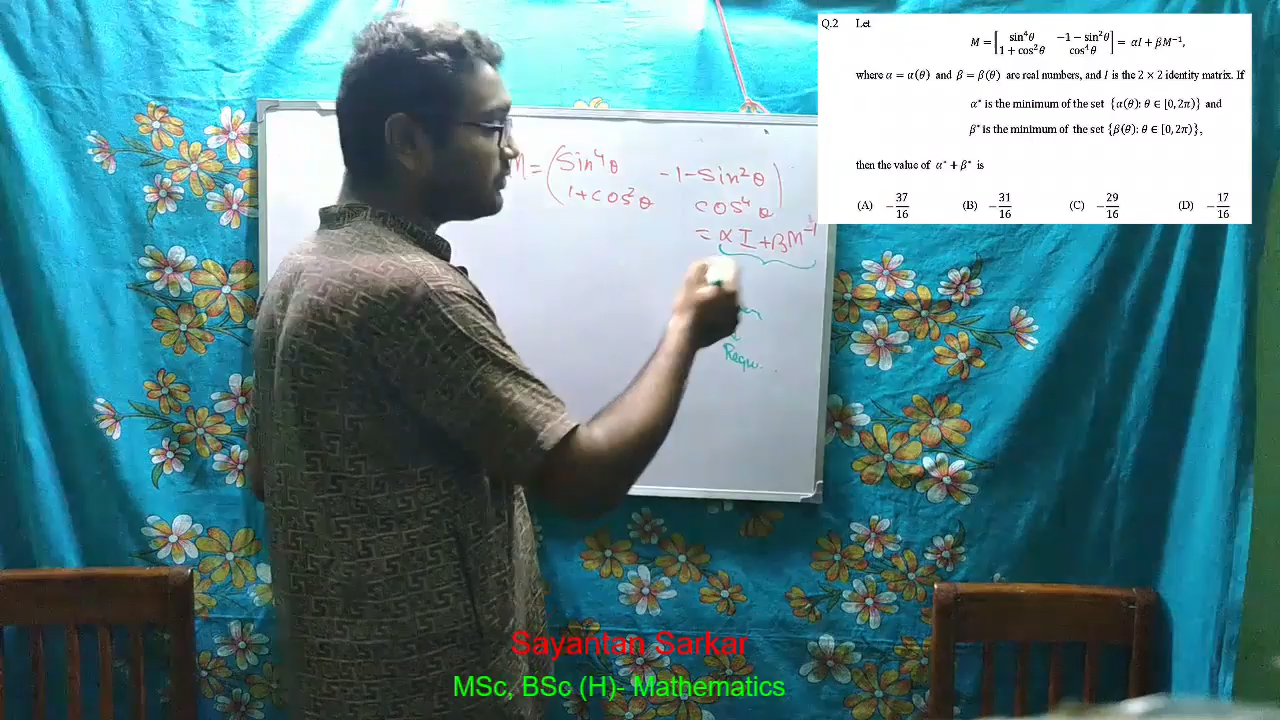 Q.2 Let
M = [ sin⁴θ   −1 − sin²θ
1 + cos²θ   cos⁴θ ] = αI + βM⁻¹,
where α = α(θ) and β = β(θ) are real numbers, and I is the 2 × 2 identity matrix. If
α* is the minimum of the set {α(θ): θ ∈ [0, 2π)} and
β* is the minimum of the set {β(θ): θ ∈ [0, 2π)},
then the value of α* + β* is
(A) −37/16 (B) −31/16 (C) −29/16 (D) −17/16
M = ( Sin⁴θ   -1-Sin²θ
1+cos²θ   cos⁴θ )
= αI + βM⁻¹
Sayantan Sarkar
MSc, BSc (H)- Mathematics